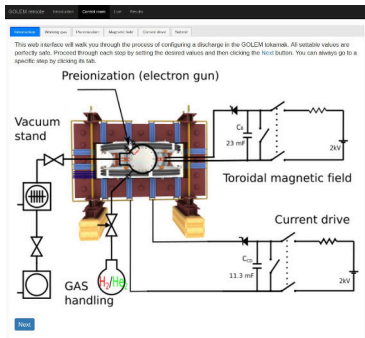 GOLEM remote Introduction Control room Live Results
Introduction Working gas Preionization Magnetic field Current drive Submit
This web interface will walk you through the process of configuring a discharge in the GOLEM tokamak. All settable values are
perfectly safe. Proceed through each step by setting the desired values and then clicking the Next button. You can always go to a
specific step by clicking its tab.
Preionization (electron gun)
Vacuum
stand
C_B
23 mF
2kV
Toroidal magnetic field
Current drive
C_CD
11.3 mF
2kV
H₂/He
GAS
handling
Next